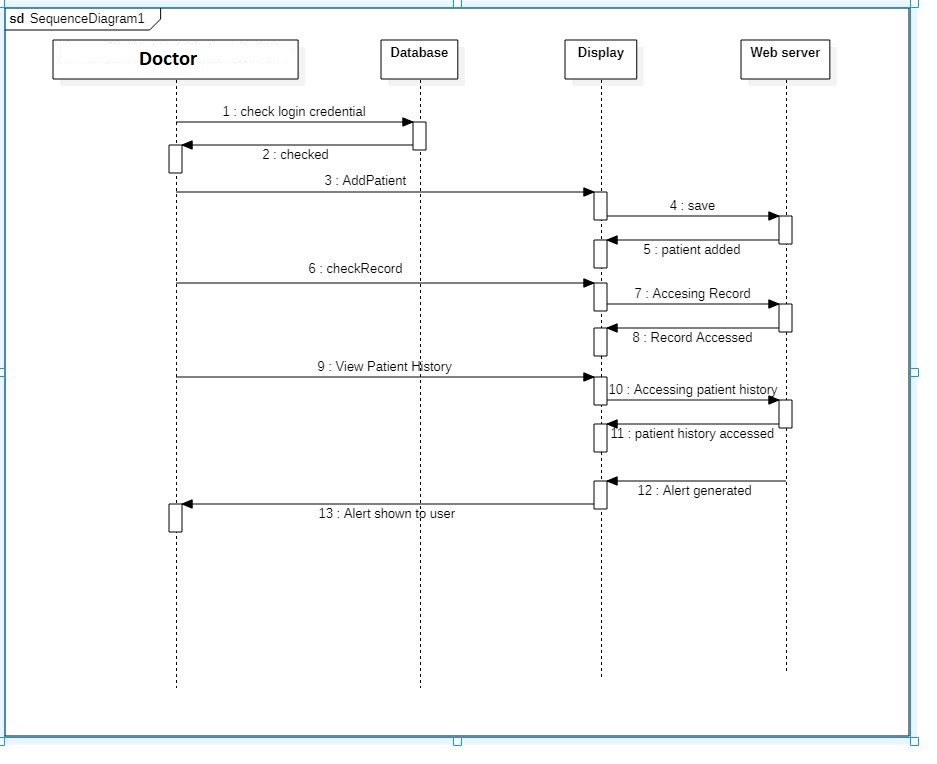 sd SequenceDiagram1
Doctor
Database
Display
Web server
1 : check login credential
2 : checked
3 : AddPatient
4 : save
5 : patient added
6 : checkRecord
7 : Accesing Record
8 : Record Accessed
9 : View Patient History
10 : Accessing patient history
11 : patient history accessed
12 : Alert generated
13 : Alert shown to user